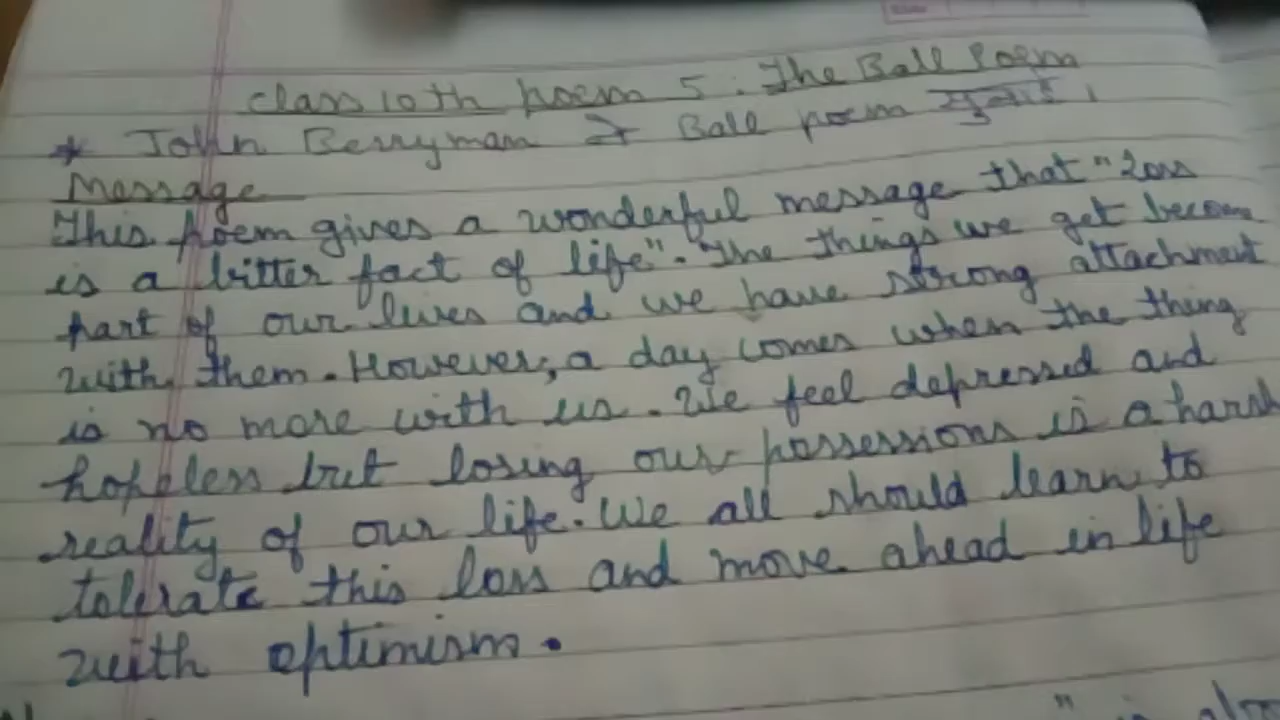 class 10th poem 5. The Ball Poem
* John Berryman ने Ball poem सुनाई।
Message
This poem gives a wonderful message that "Loss
is a bitter fact of life". The things we get become
part of our lives and we have strong attachment
with them. However, a day comes when the thing
is no more with us. We feel depressed and
hopeless but losing our possessions is a harsh
reality of our life. We all should learn to
tolerate this loss and move ahead in life
with optimism.